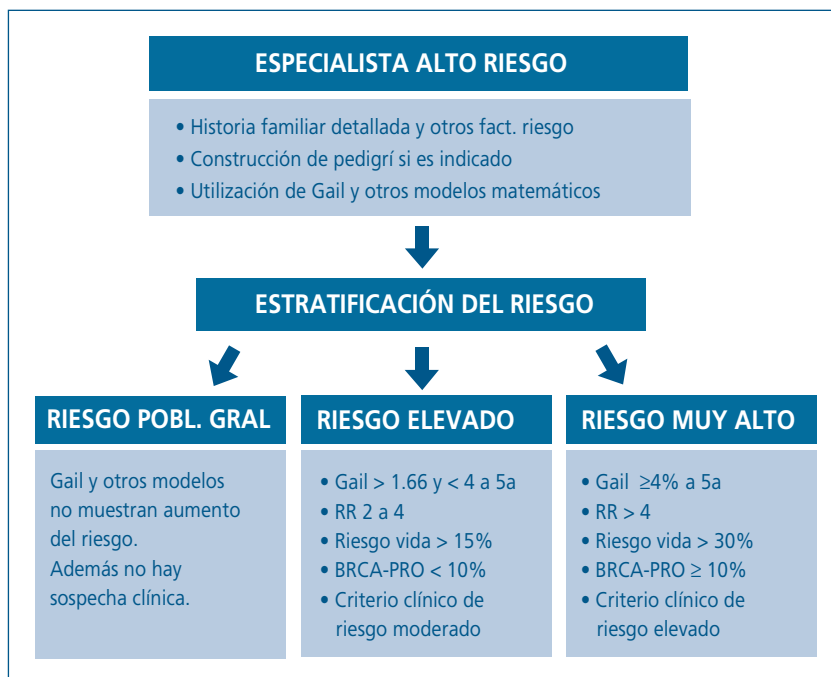 ESPECIALISTA ALTO RIESGO
• Historia familiar detallada y otros fact. riesgo
• Construcción de pedigrí si es indicado
• Utilización de Gail y otros modelos matemáticos
ESTRATIFICACIÓN DEL RIESGO
RIESGO POBL. GRAL
Gail y otros modelos
no muestran aumento
del riesgo.
Además no hay
sospecha clínica.
RIESGO ELEVADO
• Gail > 1.66 y < 4 a 5a
• RR 2 a 4
• Riesgo vida > 15%
• BRCA-PRO < 10%
• Criterio clínico de
riesgo moderado
RIESGO MUY ALTO
• Gail ≥4% a 5a
• RR > 4
• Riesgo vida > 30%
• BRCA-PRO ≥ 10%
• Criterio clínico de
riesgo elevado